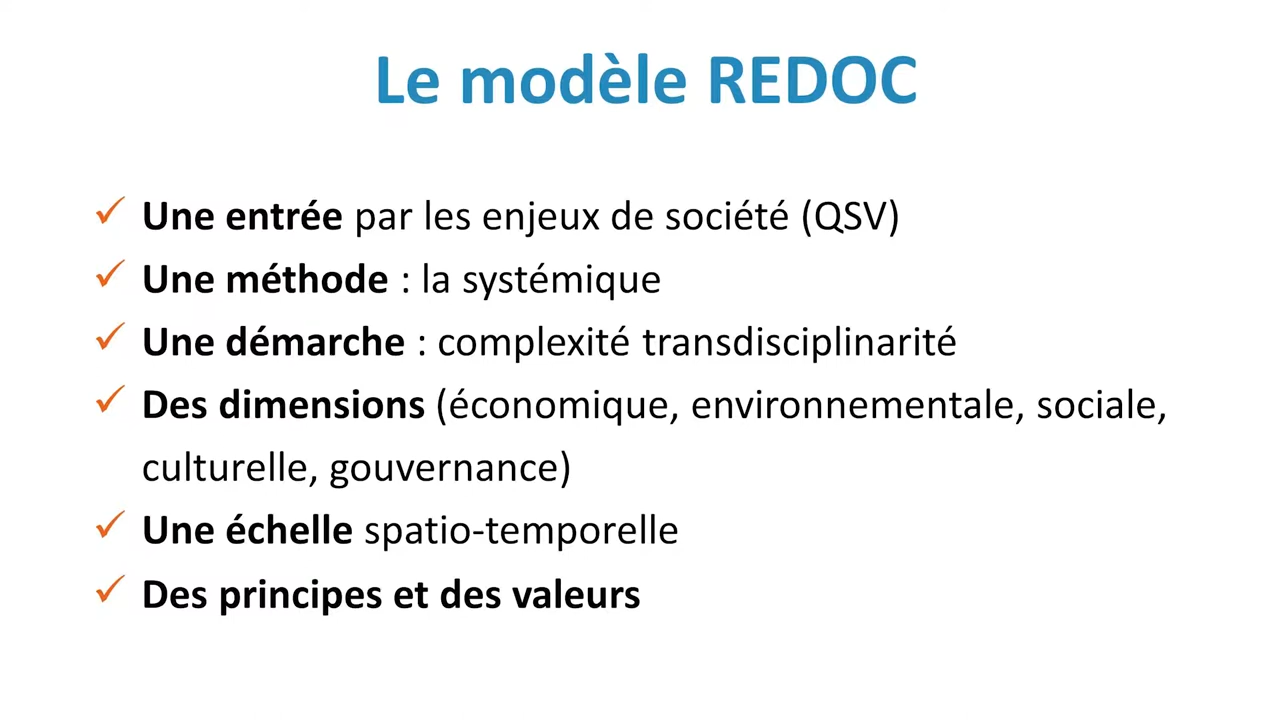 Le modèle REDOC
Une entrée par les enjeux de société (QSV)
Une méthode : la systémique
Une démarche : complexité transdisciplinarité
Des dimensions (économique, environnementale, sociale,
culturelle, gouvernance)
Une échelle spatio-temporelle
Des principes et des valeurs